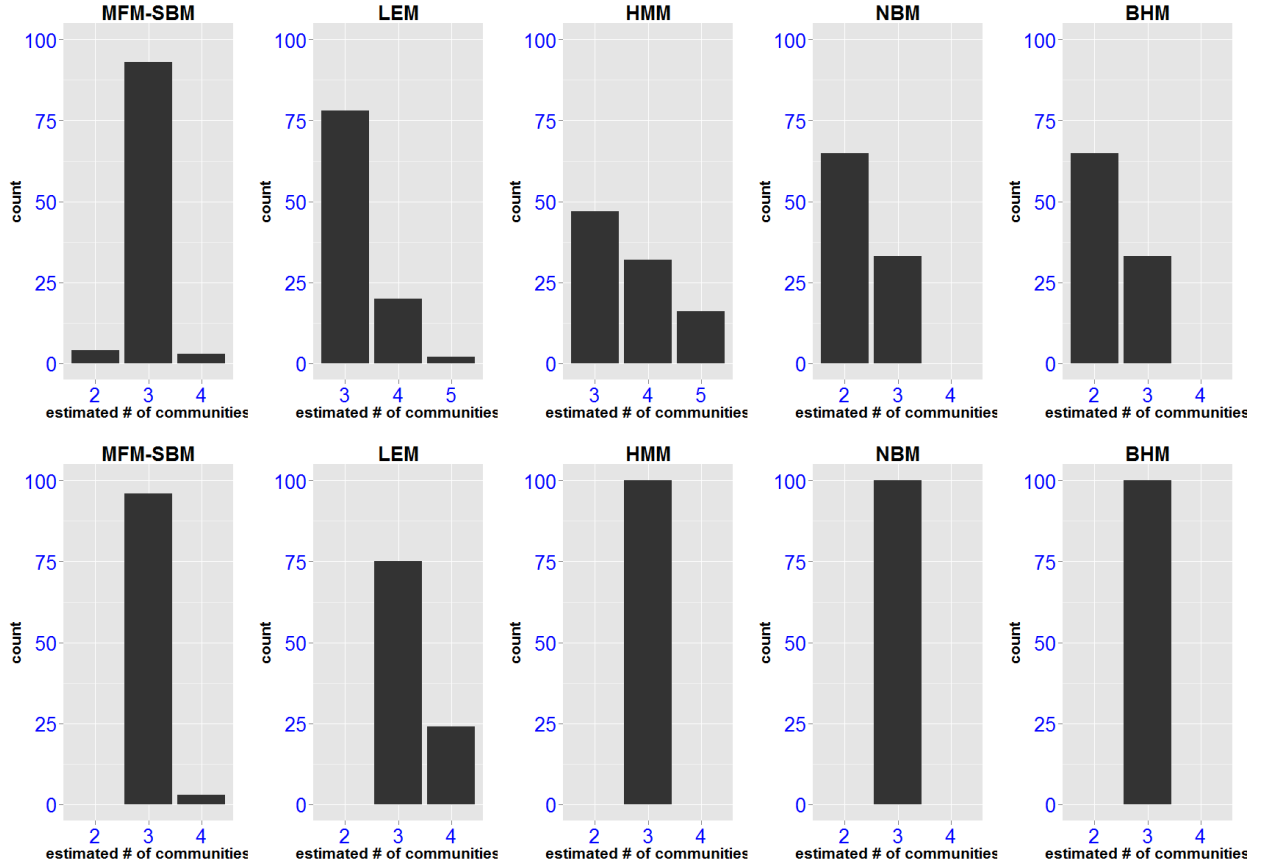 MFM-SBM LEM HMM NBM BHM
100 100 100 100 100
75 75 75 75 75
count count count count count
50 50 50 50 50
25 25 25 25 25
0 0 0 0 0
2 3 4 3 4 5 3 4 5 2 3 4 2 3 4
estimated # of communities estimated # of communities estimated # of communities estimated # of communities estimated # of communities
MFM-SBM LEM HMM NBM BHM
100 100 100 100 100
75 75 75 75 75
count count count count count
50 50 50 50 50
25 25 25 25 25
0 0 0 0 0
2 3 4 2 3 4 2 3 4 2 3 4 2 3 4
estimated # of communities estimated # of communities estimated # of communities estimated # of communities estimated # of communities